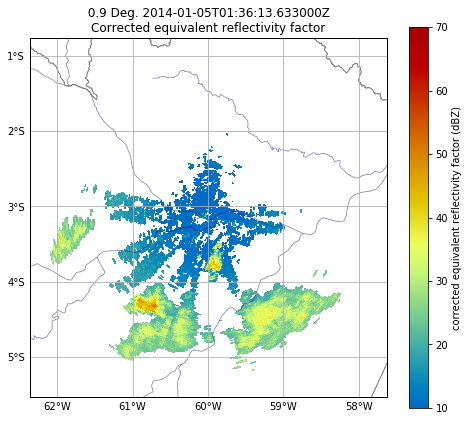 0.9 Deg. 2014-01-05T01:36:13.633000Z
Corrected equivalent reflectivity factor
1°S
2°S
3°S
4°S
5°S
62°W 61°W 60°W 59°W 58°W
70
60
50
40
30
20
10
corrected equivalent reflectivity factor (dBZ)